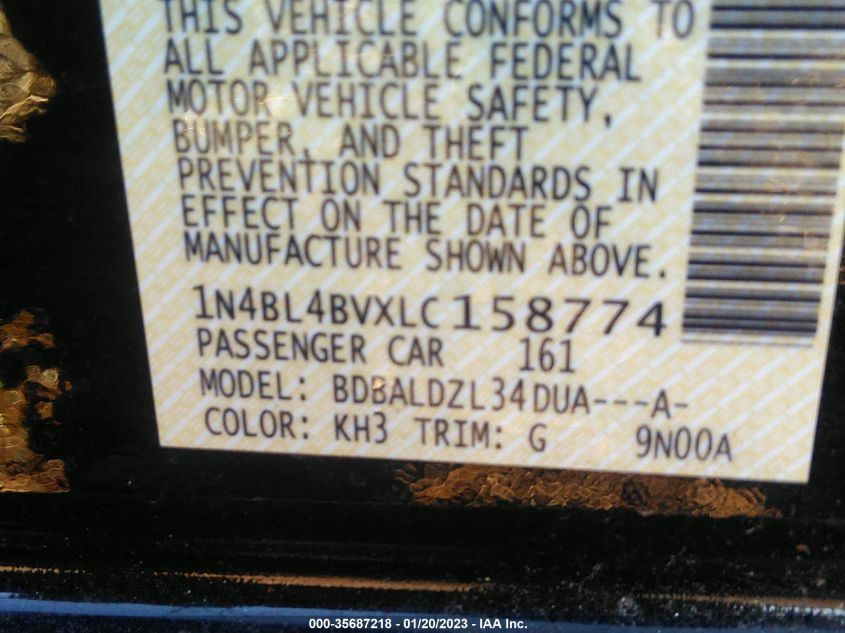 THIS VEHICLE CONFORMS TO
ALL APPLICABLE FEDERAL
MOTOR VEHICLE SAFETY,
BUMPER, AND THEFT
PREVENTION STANDARDS IN
EFFECT ON THE DATE OF
MANUFACTURE SHOWN ABOVE.
1N4BL4BVXLC158774
PASSENGER CAR 161
MODEL: BDBALDZL34DUA---A-
COLOR: KH3 TRIM: G 9N00A
000-35687218 - 01/20/2023 - IAA Inc.